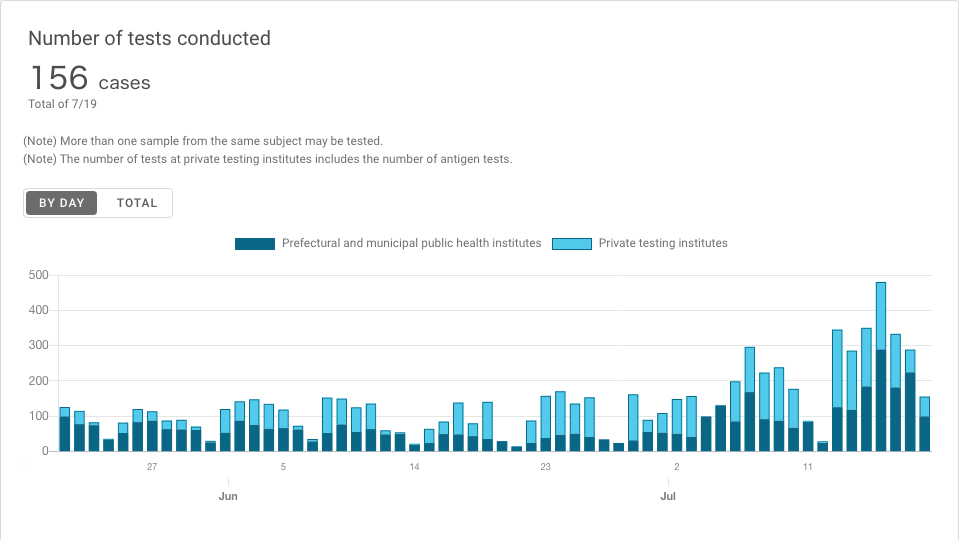 Number of tests conducted
156 cases
Total of 7/19
(Note) More than one sample from the same subject may be tested.
(Note) The number of tests at private testing institutes includes the number of antigen tests.
BY DAY TOTAL
Prefectural and municipal public health institutes Private testing institutes
500
400
300
200
100
0
27 5 14 23 2 11
Jun Jul